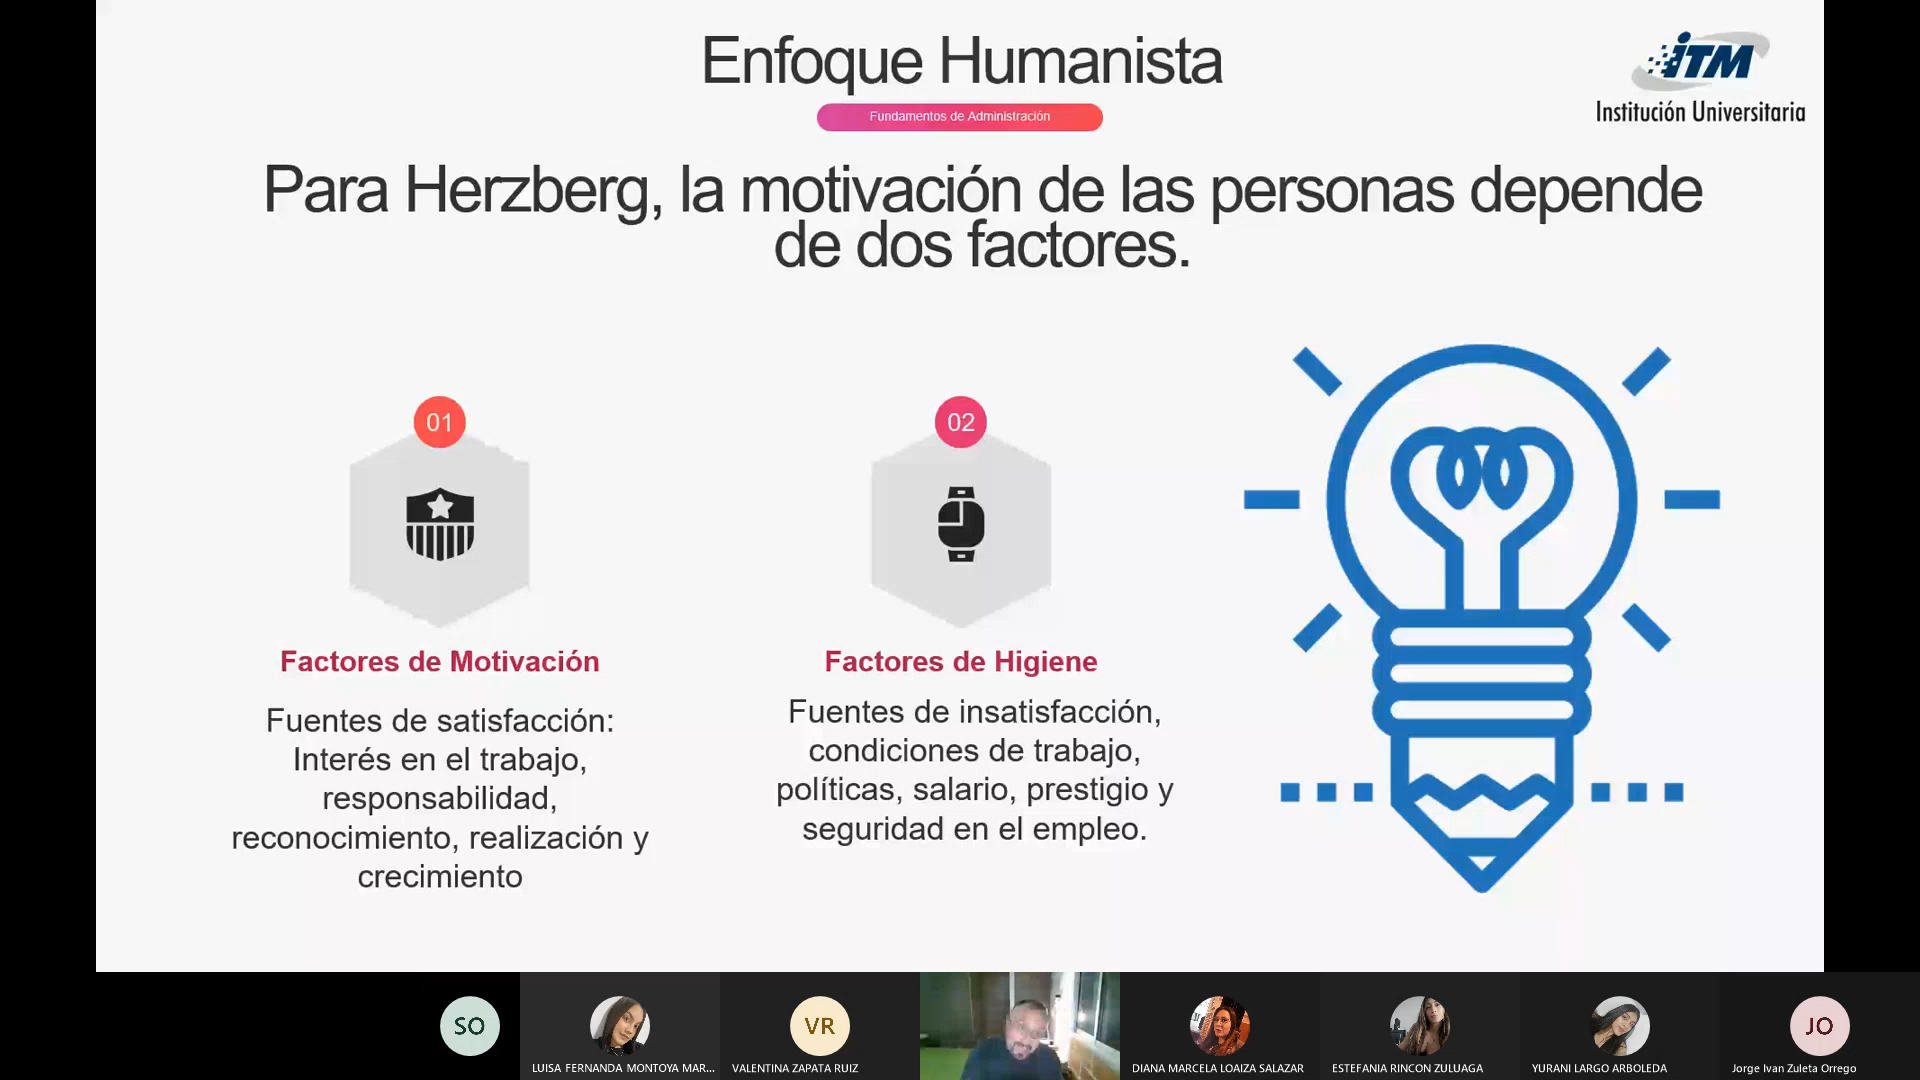 Enfoque Humanista
Fundamentos de Administración
iTM
Institución Universitaria
Para Herzberg, la motivación de las personas depende
de dos factores.
01
Factores de Motivación
Fuentes de satisfacción:
Interés en el trabajo,
responsabilidad,
reconocimiento, realización y
crecimiento
02
Factores de Higiene
Fuentes de insatisfacción,
condiciones de trabajo,
políticas, salario, prestigio y
seguridad en el empleo.
SO
LUISA FERNANDA MONTOYA MAR...
VR
VALENTINA ZAPATA RUIZ
DIANA MARCELA LOAIZA SALAZAR
ESTEFANIA RINCON ZULUAGA
YURANI LARGO ARBOLEDA
JO
Jorge Ivan Zuleta Orrego